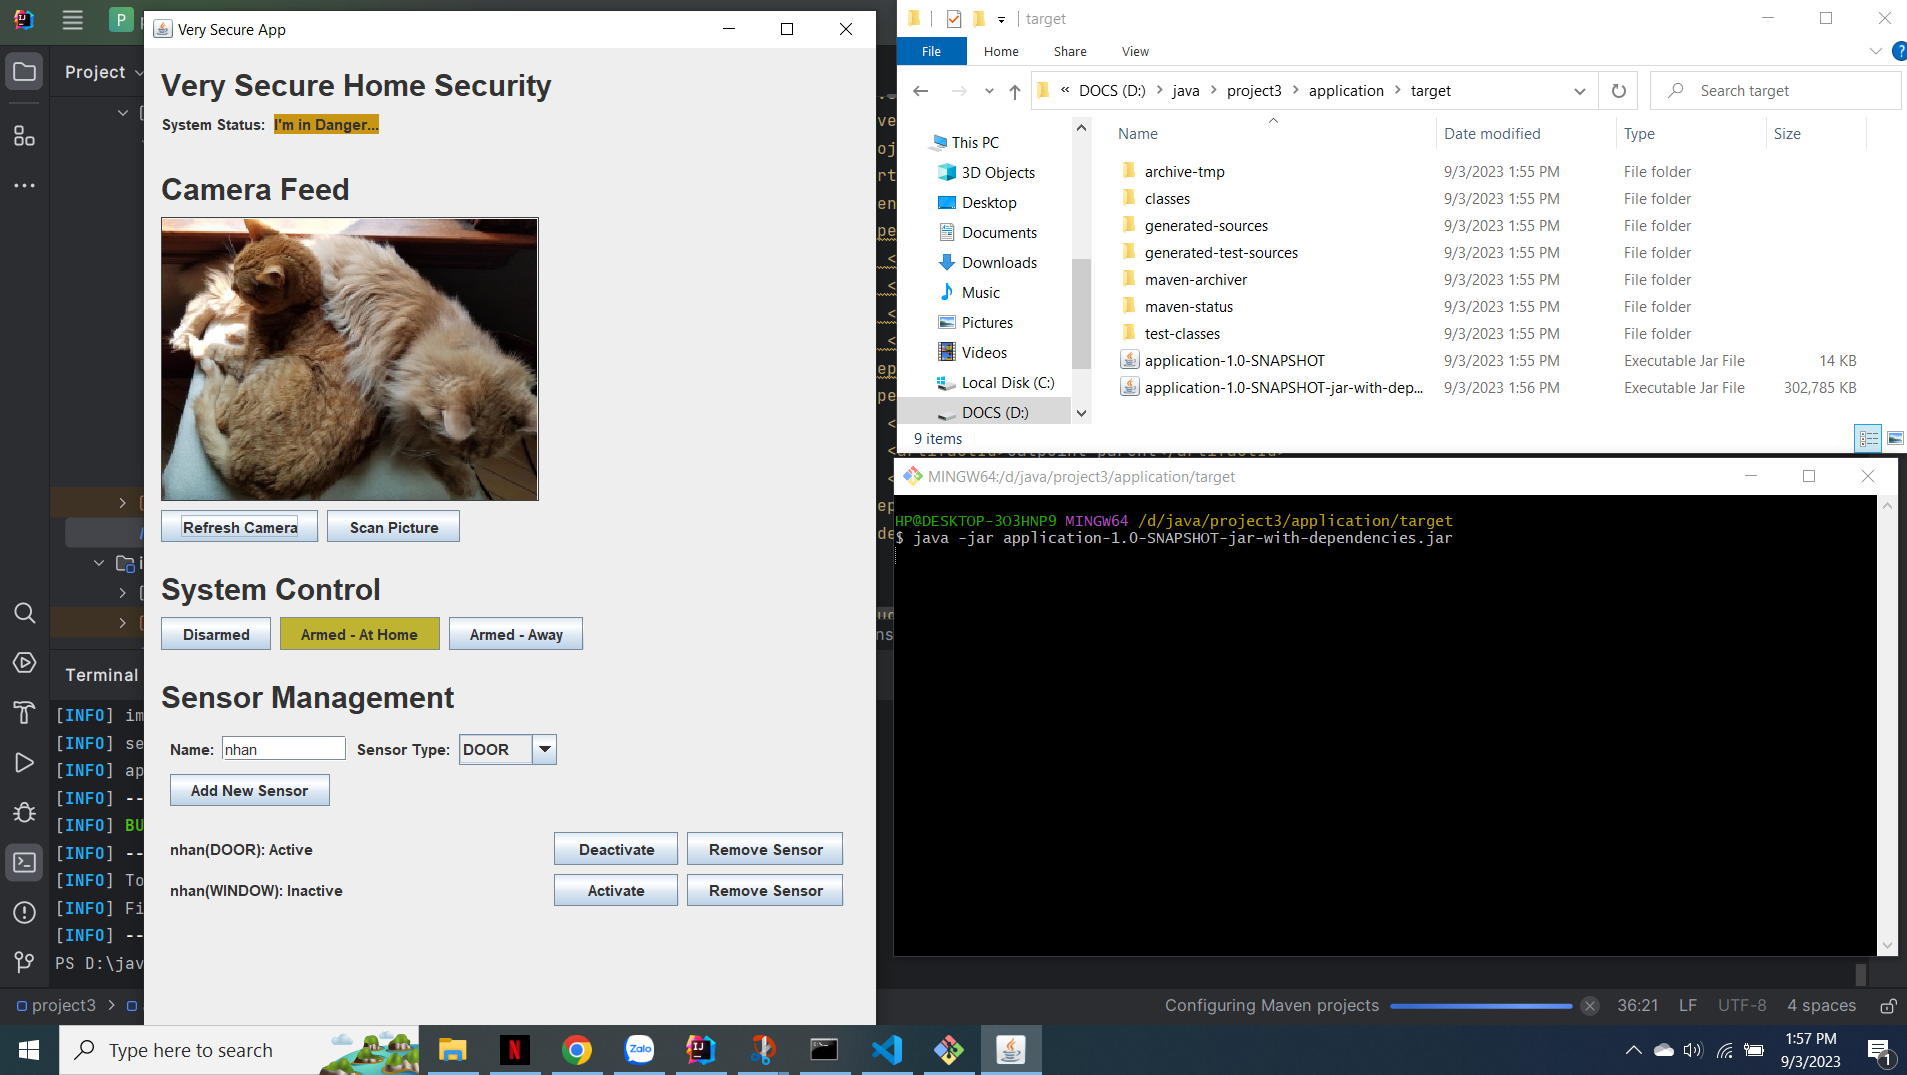 P
Project
Very Secure App
Very Secure Home Security
System Status: I'm in Danger...
Camera Feed
Refresh Camera
Scan Picture
System Control
Disarmed
Armed - At Home
Armed - Away
Sensor Management
Name: nhan
Sensor Type: DOOR
Add New Sensor
nhan(DOOR): Active
Deactivate
Remove Sensor
nhan(WINDOW): Inactive
Activate
Remove Sensor
target
File
Home
Share
View
« DOCS (D:) > java > project3 > application > target
Search target
This PC
3D Objects
Desktop
Documents
Downloads
Music
Pictures
Videos
Local Disk (C:)
DOCS (D:)
Name Date modified Type Size
archive-tmp 9/3/2023 1:55 PM File folder
classes 9/3/2023 1:55 PM File folder
generated-sources 9/3/2023 1:55 PM File folder
generated-test-sources 9/3/2023 1:55 PM File folder
maven-archiver 9/3/2023 1:55 PM File folder
maven-status 9/3/2023 1:55 PM File folder
test-classes 9/3/2023 1:55 PM File folder
application-1.0-SNAPSHOT 9/3/2023 1:55 PM Executable Jar File 14 KB
application-1.0-SNAPSHOT-jar-with-dep... 9/3/2023 1:56 PM Executable Jar File 302,785 KB
9 items
MINGW64:/d/java/project3/application/target
HP@DESKTOP-3O3HNP9 MINGW64 /d/java/project3/application/target
$ java -jar application-1.0-SNAPSHOT-jar-with-dependencies.jar
Terminal
[INFO] im
[INFO] se
[INFO] ap
[INFO] --
[INFO] BU
[INFO] --
[INFO] To
[INFO] Fi
[INFO] --
PS D:\jav
project3 >
Configuring Maven projects
36:21 LF UTF-8 4 spaces
Type here to search
N
Zalo
1:57 PM
9/3/2023
1